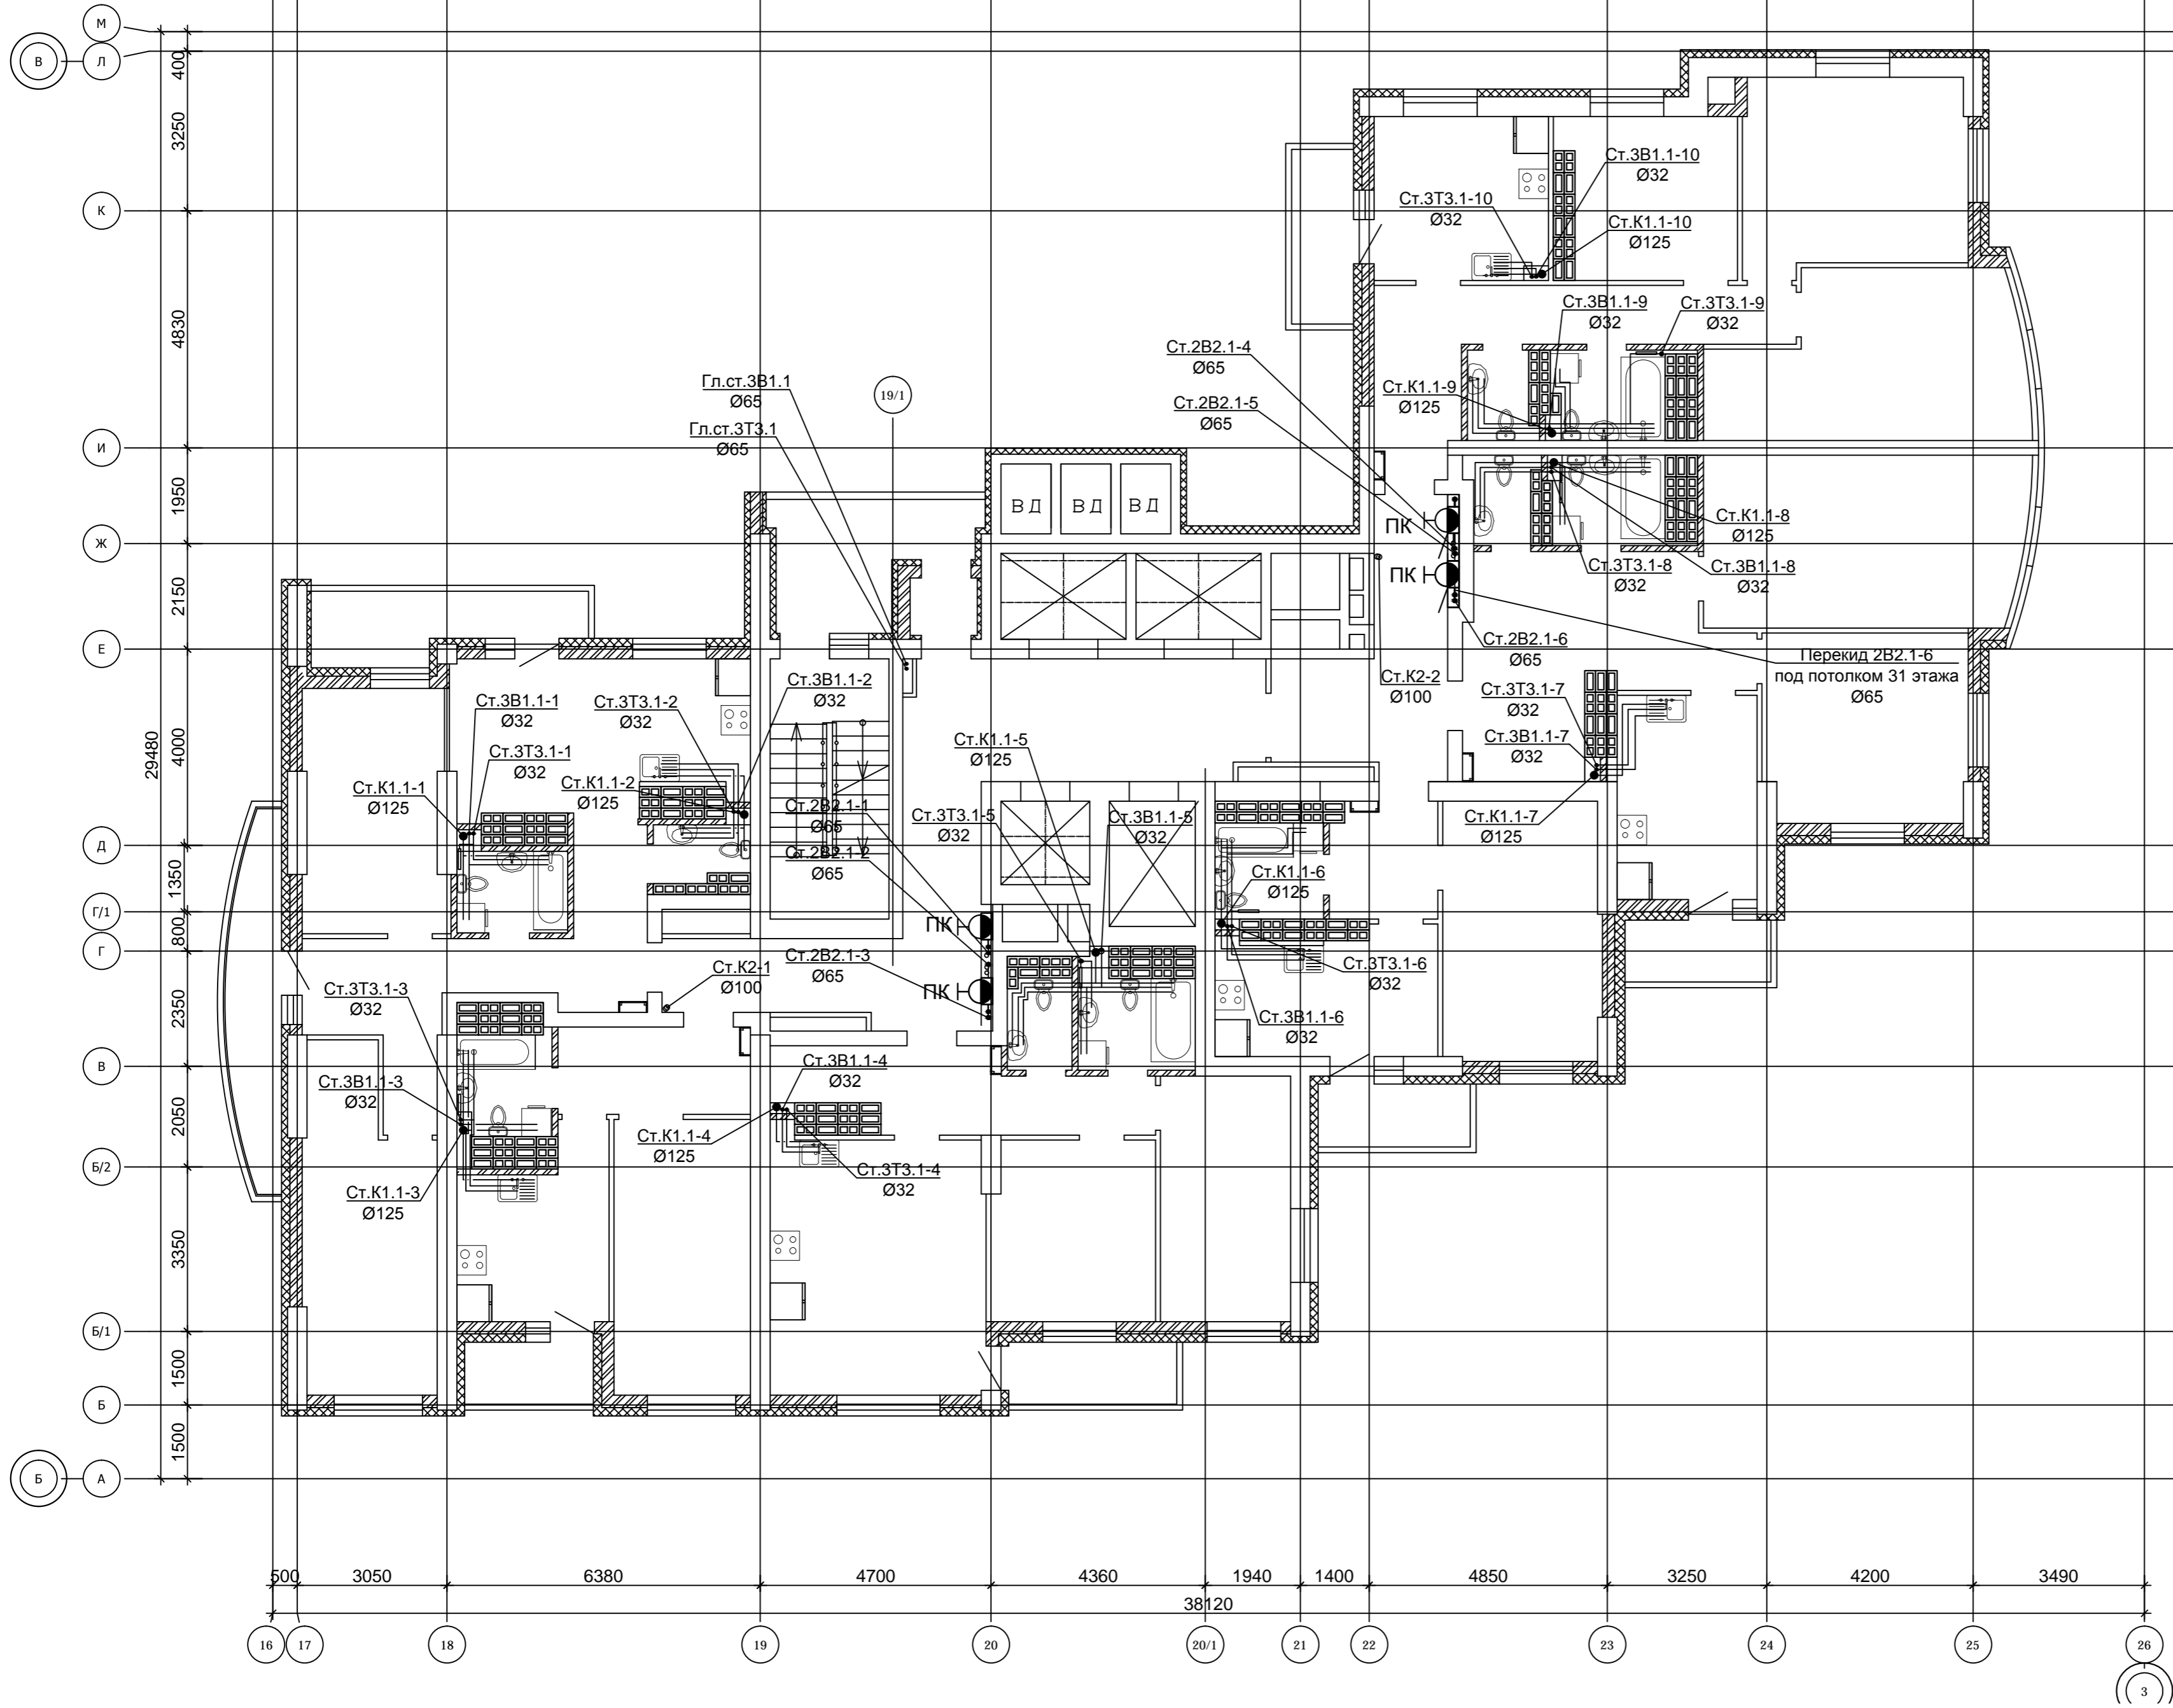 М
В
Л
400
3250
К
4830
И
1950
Ж
2150
Е
4000
29480
Д
1350
Г/1
800
Г
2350
В
2050
Б/2
3350
Б/1
1500
Б
1500
Б
А
Ст.3В1.1-10
Ø32
Ст.3Т3.1-10
Ø32
Ст.К1.1-10
Ø125
Ст.3В1.1-9
Ø32
Ст.3Т3.1-9
Ø32
Ст.2В2.1-4
Ø65
Ст.К1.1-9
Ø125
Ст.2В2.1-5
Ø65
Гл.ст.3В1.1
Ø65
19/1
Гл.ст.3Т3.1
Ø65
ВД
ВД
ВД
ПК
Ст.К1.1-8
Ø125
ПК
Ст.3Т3.1-8
Ø32
Ст.3В1.1-8
Ø32
Ст.2В2.1-6
Ø65
Перекид 2В2.1-6
под потолком 31 этажа
Ø65
Ст.К2-2
Ø100
Ст.3Т3.1-7
Ø32
Ст.3В1.1-7
Ø32
Ст.К1.1-7
Ø125
Ст.3В1.1-2
Ø32
Ст.3В1.1-1
Ø32
Ст.3Т3.1-2
Ø32
Ст.3Т3.1-1
Ø32
Ст.К1.1-5
Ø125
Ст.К1.1-1
Ø125
Ст.К1.1-2
Ø125
Ст.2В2.1-1
Ø65
Ст.3Т3.1-5
Ø32
Ст.3В1.1-5
Ø32
Ст.2В2.1-2
Ø65
Ст.К1.1-6
Ø125
ПК
Ст.2В2.1-3
Ø65
Ст.3Т3.1-6
Ø32
Ст.К2-1
Ø100
ПК
Ст.3Т3.1-3
Ø32
Ст.3В1.1-6
Ø32
Ст.3В1.1-4
Ø32
Ст.3В1.1-3
Ø32
Ст.К1.1-4
Ø125
Ст.3Т3.1-4
Ø32
Ст.К1.1-3
Ø125
500
3050
6380
4700
4360
1940
1400
4850
3250
4200
3490
38120
16
17
18
19
20
20/1
21
22
23
24
25
26
3